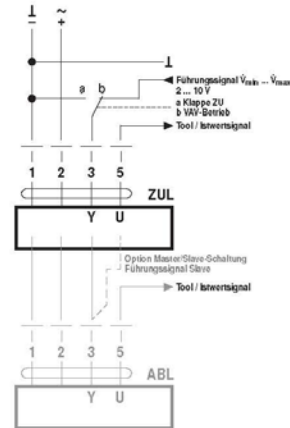 ⊥ ~
– +
⊥
a b
Führungssignal V̇min ... V̇max
2 ... 10 V
a Klappe ZU
b VAV-Betrieb
Tool / Istwertsignal
1 2 3 5
ZUL
Y U
Option Master/Slave-Schaltung
Führungssignal Slave
Tool / Istwertsignal
1 2 3 5
ABL
Y U